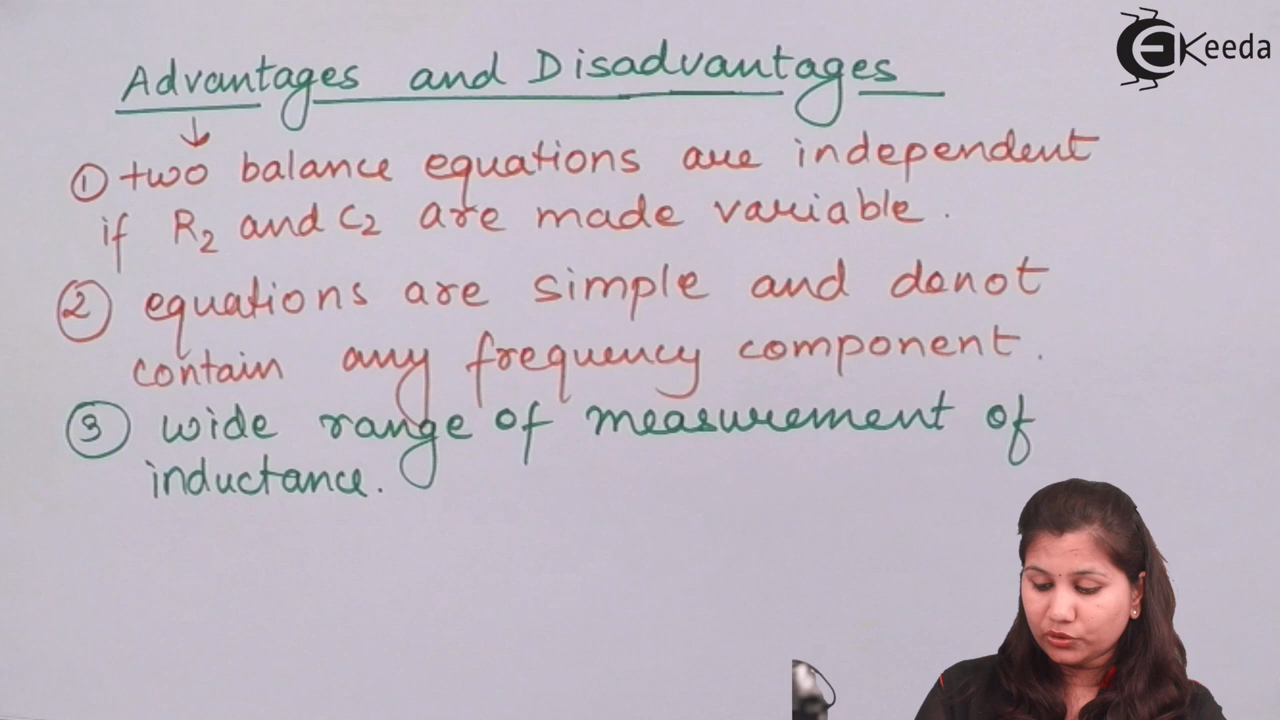 Advantages and Disadvantages
① two balance equations are independent
if R₂ and C₂ are made variable.
② equations are simple and donot
contain any frequency component.
③ wide range of measurement of
inductance.
Keeda